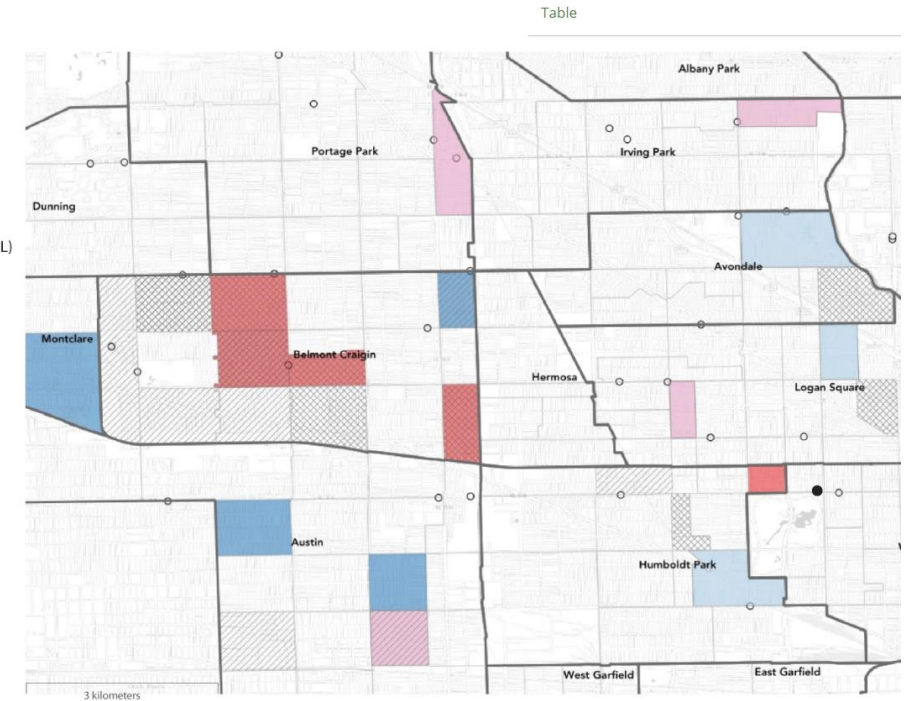 Table
Albany Park
Portage Park
Irving Park
Dunning
L)
Avondale
Montclare
Belmont Craigin
Hermosa
Logan Square
Austin
Humboldt Park
West Garfield
East Garfield
3 kilometers